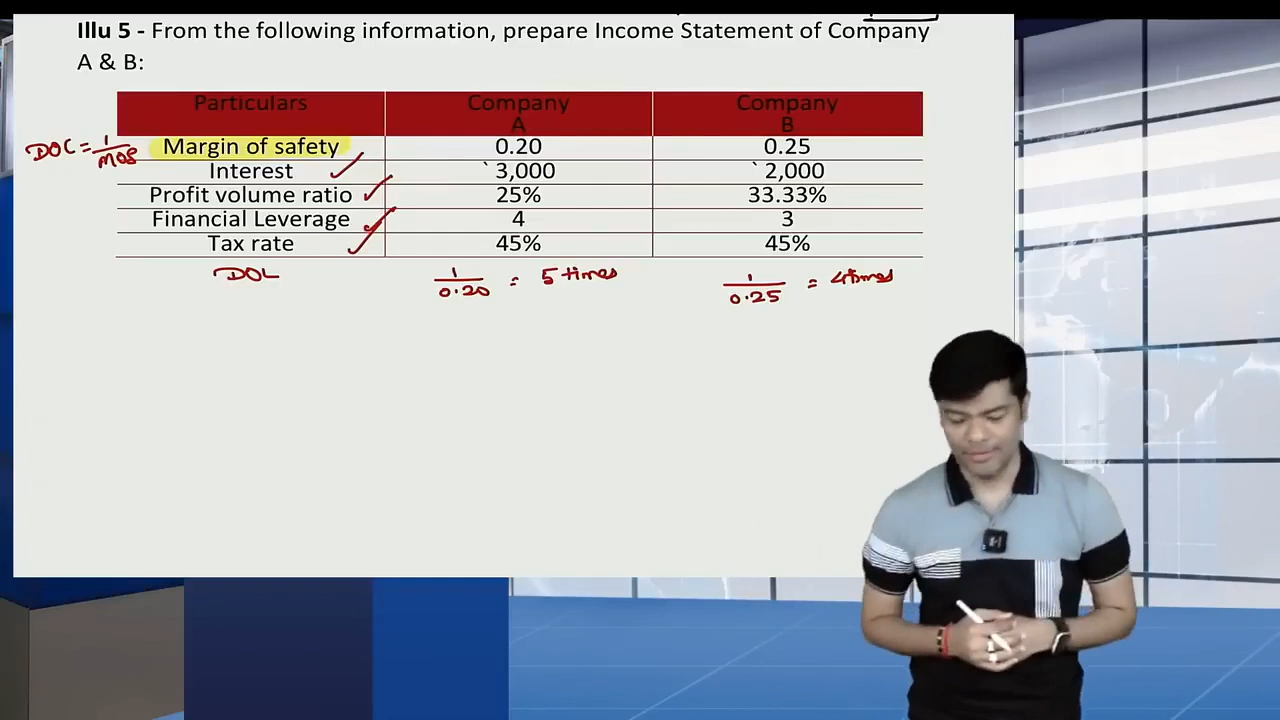 Illu 5 - From the following information, prepare Income Statement of Company
A & B:
Particulars Company A Company B
DOL = 1/MOS
Margin of safety 0.20 0.25
Interest `3,000 `2,000
Profit volume ratio 25% 33.33%
Financial Leverage 4 3
Tax rate 45% 45%
DOL 1/0.20 = 5 times 1/0.25 = 4 times